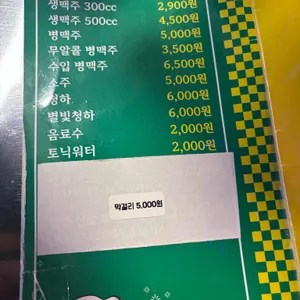 생맥주 300cc 2,900원
생맥주 500cc 4,500원
병맥주 5,000원
무알콜 병맥주 3,500원
수입 병맥주 6,500원
소주 5,000원
청하 6,000원
별빛청하 6,000원
음료수 2,000원
토닉워터 2,000원
막걸리 5,000원